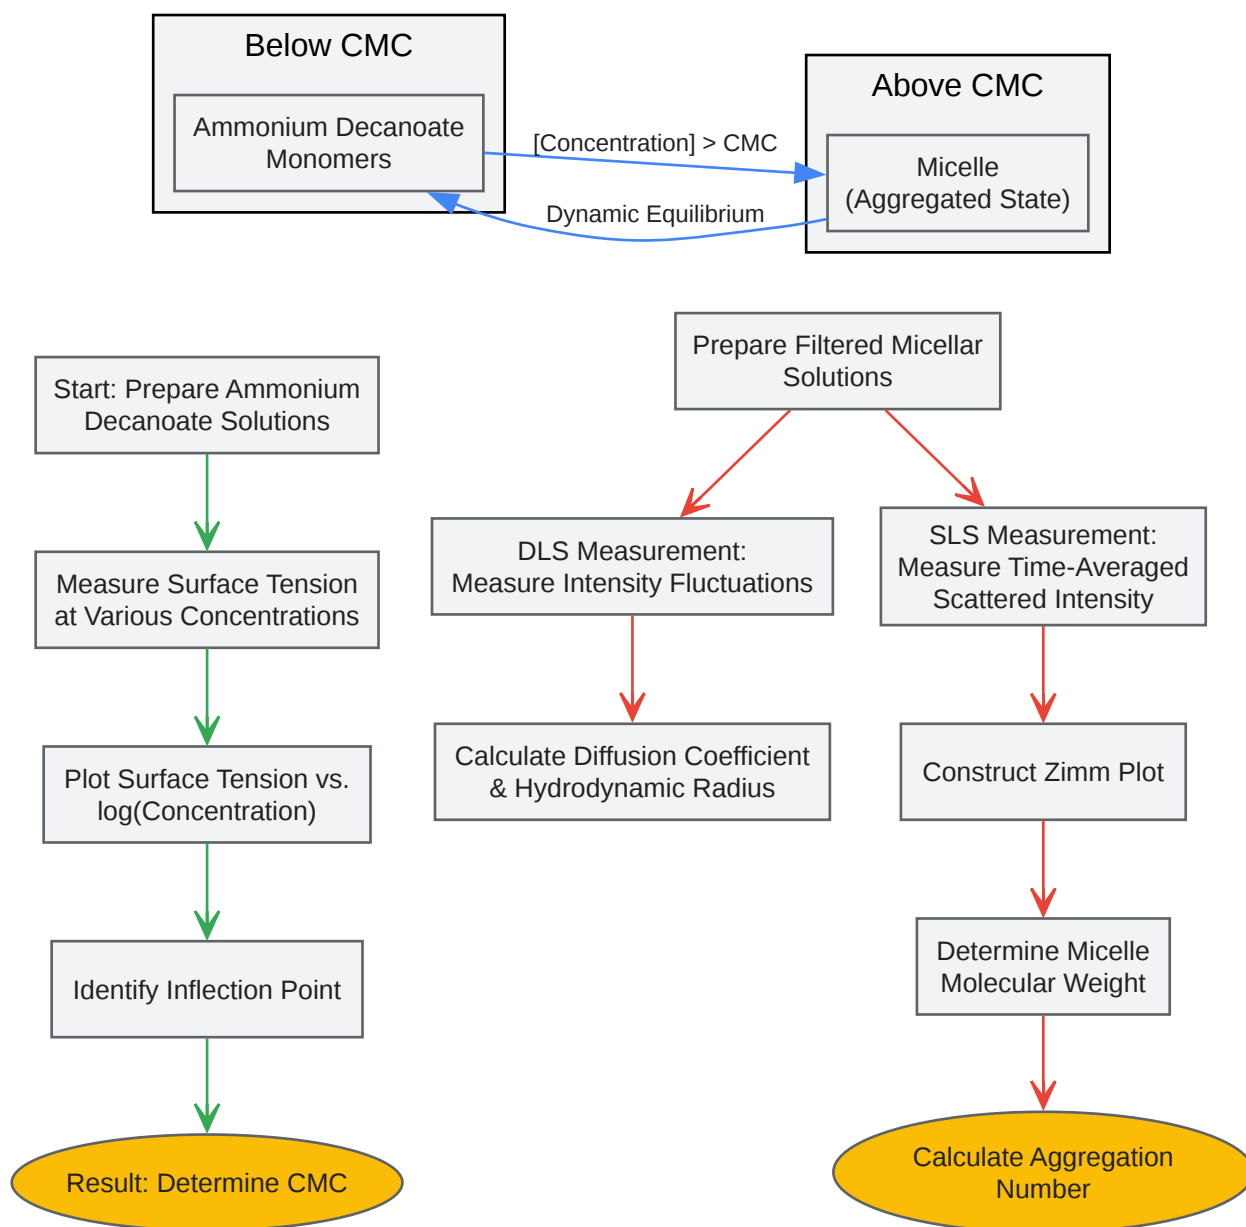 Below CMC
Ammonium Decanoate
Monomers
[Concentration] > CMC
Dynamic Equilibrium
Above CMC
Micelle
(Aggregated State)
Start: Prepare Ammonium
Decanoate Solutions
Measure Surface Tension
at Various Concentrations
Plot Surface Tension vs.
log(Concentration)
Identify Inflection Point
Result: Determine CMC
Prepare Filtered Micellar
Solutions
DLS Measurement:
Measure Intensity Fluctuations
Calculate Diffusion Coefficient
& Hydrodynamic Radius
SLS Measurement:
Measure Time-Averaged
Scattered Intensity
Construct Zimm Plot
Determine Micelle
Molecular Weight
Calculate Aggregation
Number